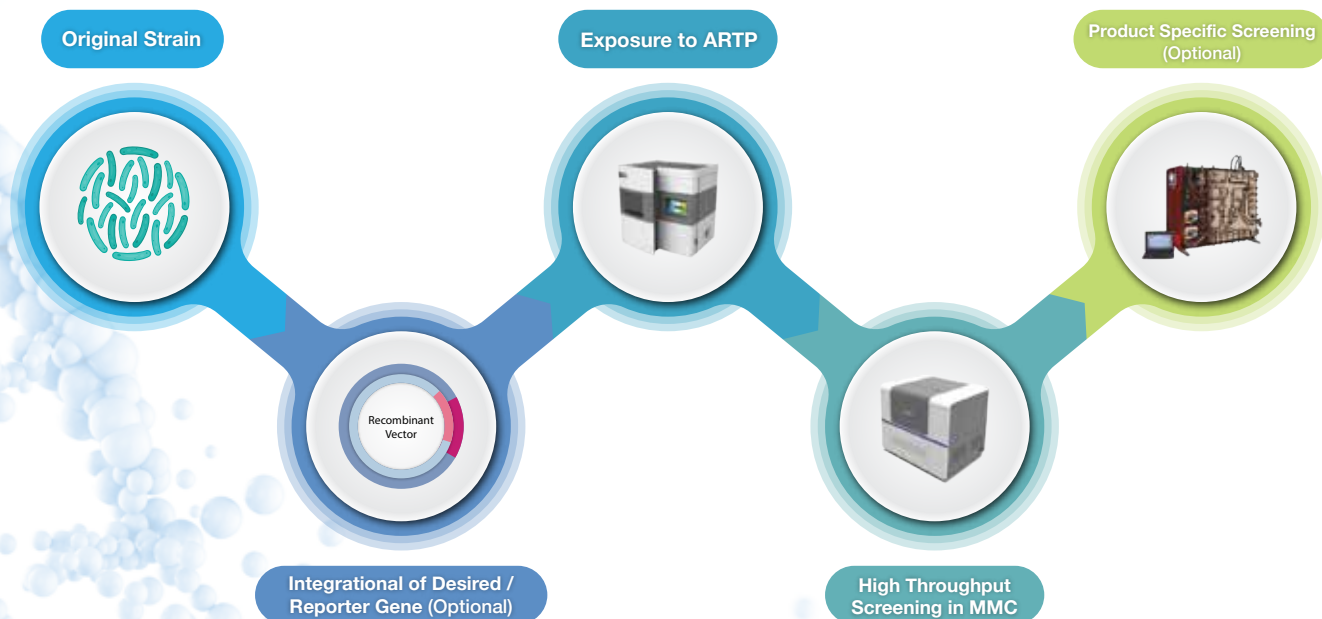 Original Strain
Recombinant
Vector
Integrational of Desired /
Reporter Gene (Optional)
Exposure to ARTP
High Throughput
Screening in MMC
Product Specific Screening
(Optional)